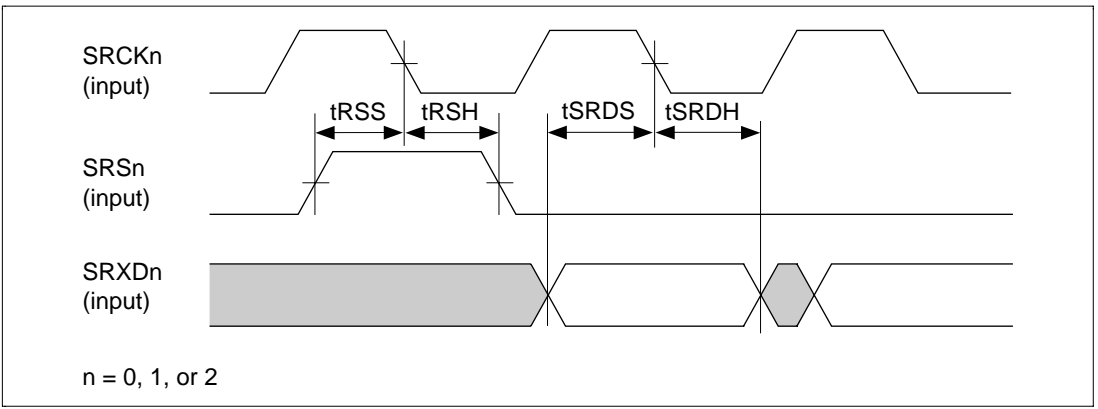 SRCKn
(input)
tRSS
tRSH
tSRDS
tSRDH
SRSn
(input)
SRXDn
(input)
n = 0, 1, or 2